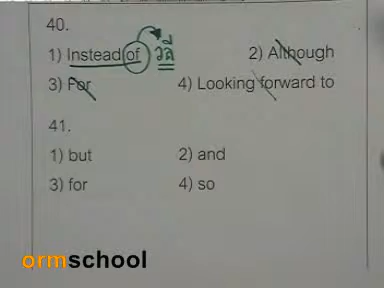 40.
1) Instead of วลี 2) Although
3) For 4) Looking forward to
41.
1) but 2) and
3) for 4) so
ormschool